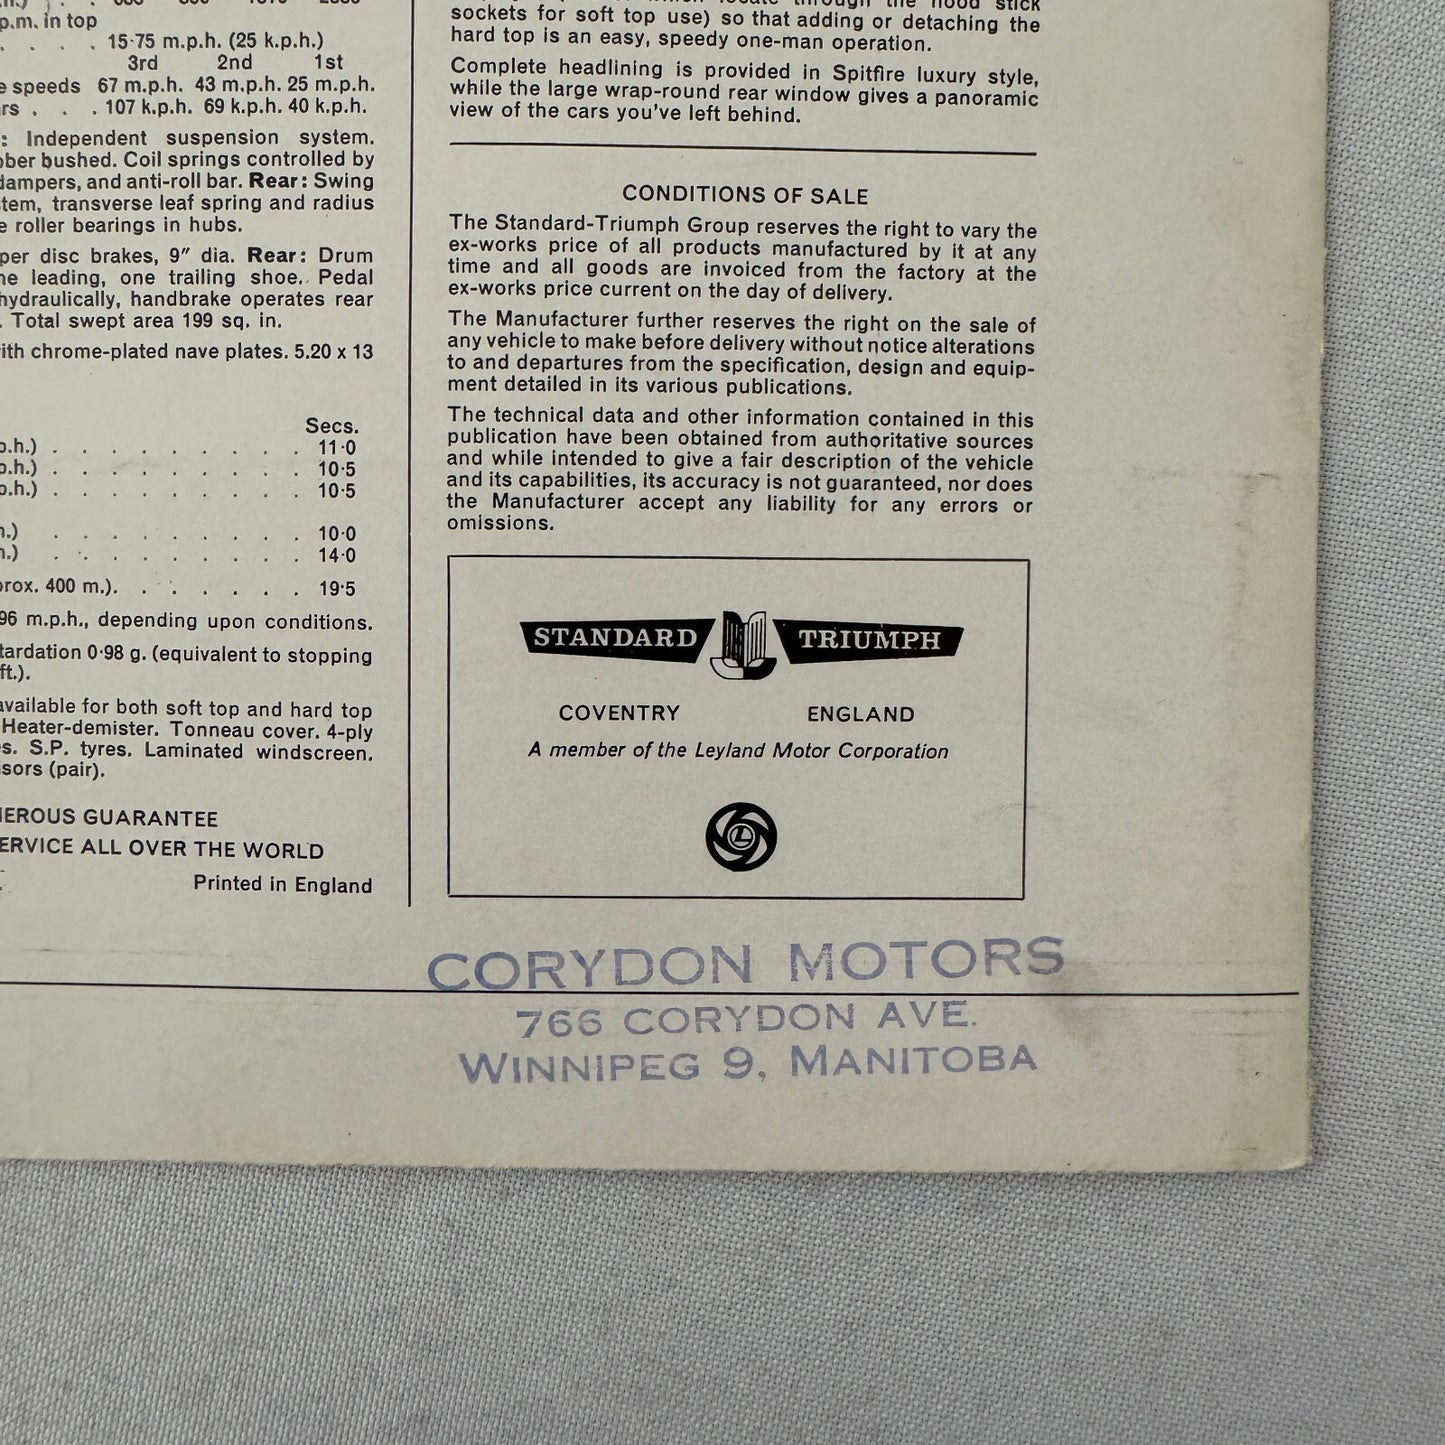 p.m. in top
. . . . 15·75 m.p.h. (25 k.p.h.)
3rd 2nd 1st
e speeds 67 m.p.h. 43 m.p.h. 25 m.p.h.
rs . . . 107 k.p.h. 69 k.p.h. 40 k.p.h.
: Independent suspension system.
ber bushed. Coil springs controlled by
dampers, and anti-roll bar. Rear: Swing
tem, transverse leaf spring and radius
e roller bearings in hubs.
per disc brakes, 9″ dia. Rear: Drum
ne leading, one trailing shoe. Pedal
hydraulically, handbrake operates rear
. Total swept area 199 sq. in.
ith chrome-plated nave plates. 5.20 x 13
Secs.
p.h.) . . . . . . . . . . 11·0
p.h.) . . . . . . . . . . 10·5
p.h.) . . . . . . . . . . 10·5
.) . . . . . . . . . . 10·0
.) . . . . . . . . . . 14·0
prox. 400 m.). . . . . . . . 19·5
96 m.p.h., depending upon conditions.
tardation 0·98 g. (equivalent to stopping
ft.).
available for both soft top and hard top
Heater-demister. Tonneau cover. 4-ply
s. S.P. tyres. Laminated windscreen.
sors (pair).
EROUS GUARANTEE
ERVICE ALL OVER THE WORLD
Printed in England
sockets for soft top use) so that adding or detaching the
hard top is an easy, speedy one-man operation.
Complete headlining is provided in Spitfire luxury style,
while the large wrap-round rear window gives a panoramic
view of the cars you've left behind.
CONDITIONS OF SALE
The Standard-Triumph Group reserves the right to vary the
ex-works price of all products manufactured by it at any
time and all goods are invoiced from the factory at the
ex-works price current on the day of delivery.
The Manufacturer further reserves the right on the sale of
any vehicle to make before delivery without notice alterations
to and departures from the specification, design and equip-
ment detailed in its various publications.
The technical data and other information contained in this
publication have been obtained from authoritative sources
and while intended to give a fair description of the vehicle
and its capabilities, its accuracy is not guaranteed, nor does
the Manufacturer accept any liability for any errors or
omissions.
STANDARD TRIUMPH
COVENTRY ENGLAND
A member of the Leyland Motor Corporation
L
CORYDON MOTORS
766 CORYDON AVE.
WINNIPEG 9, MANITOBA